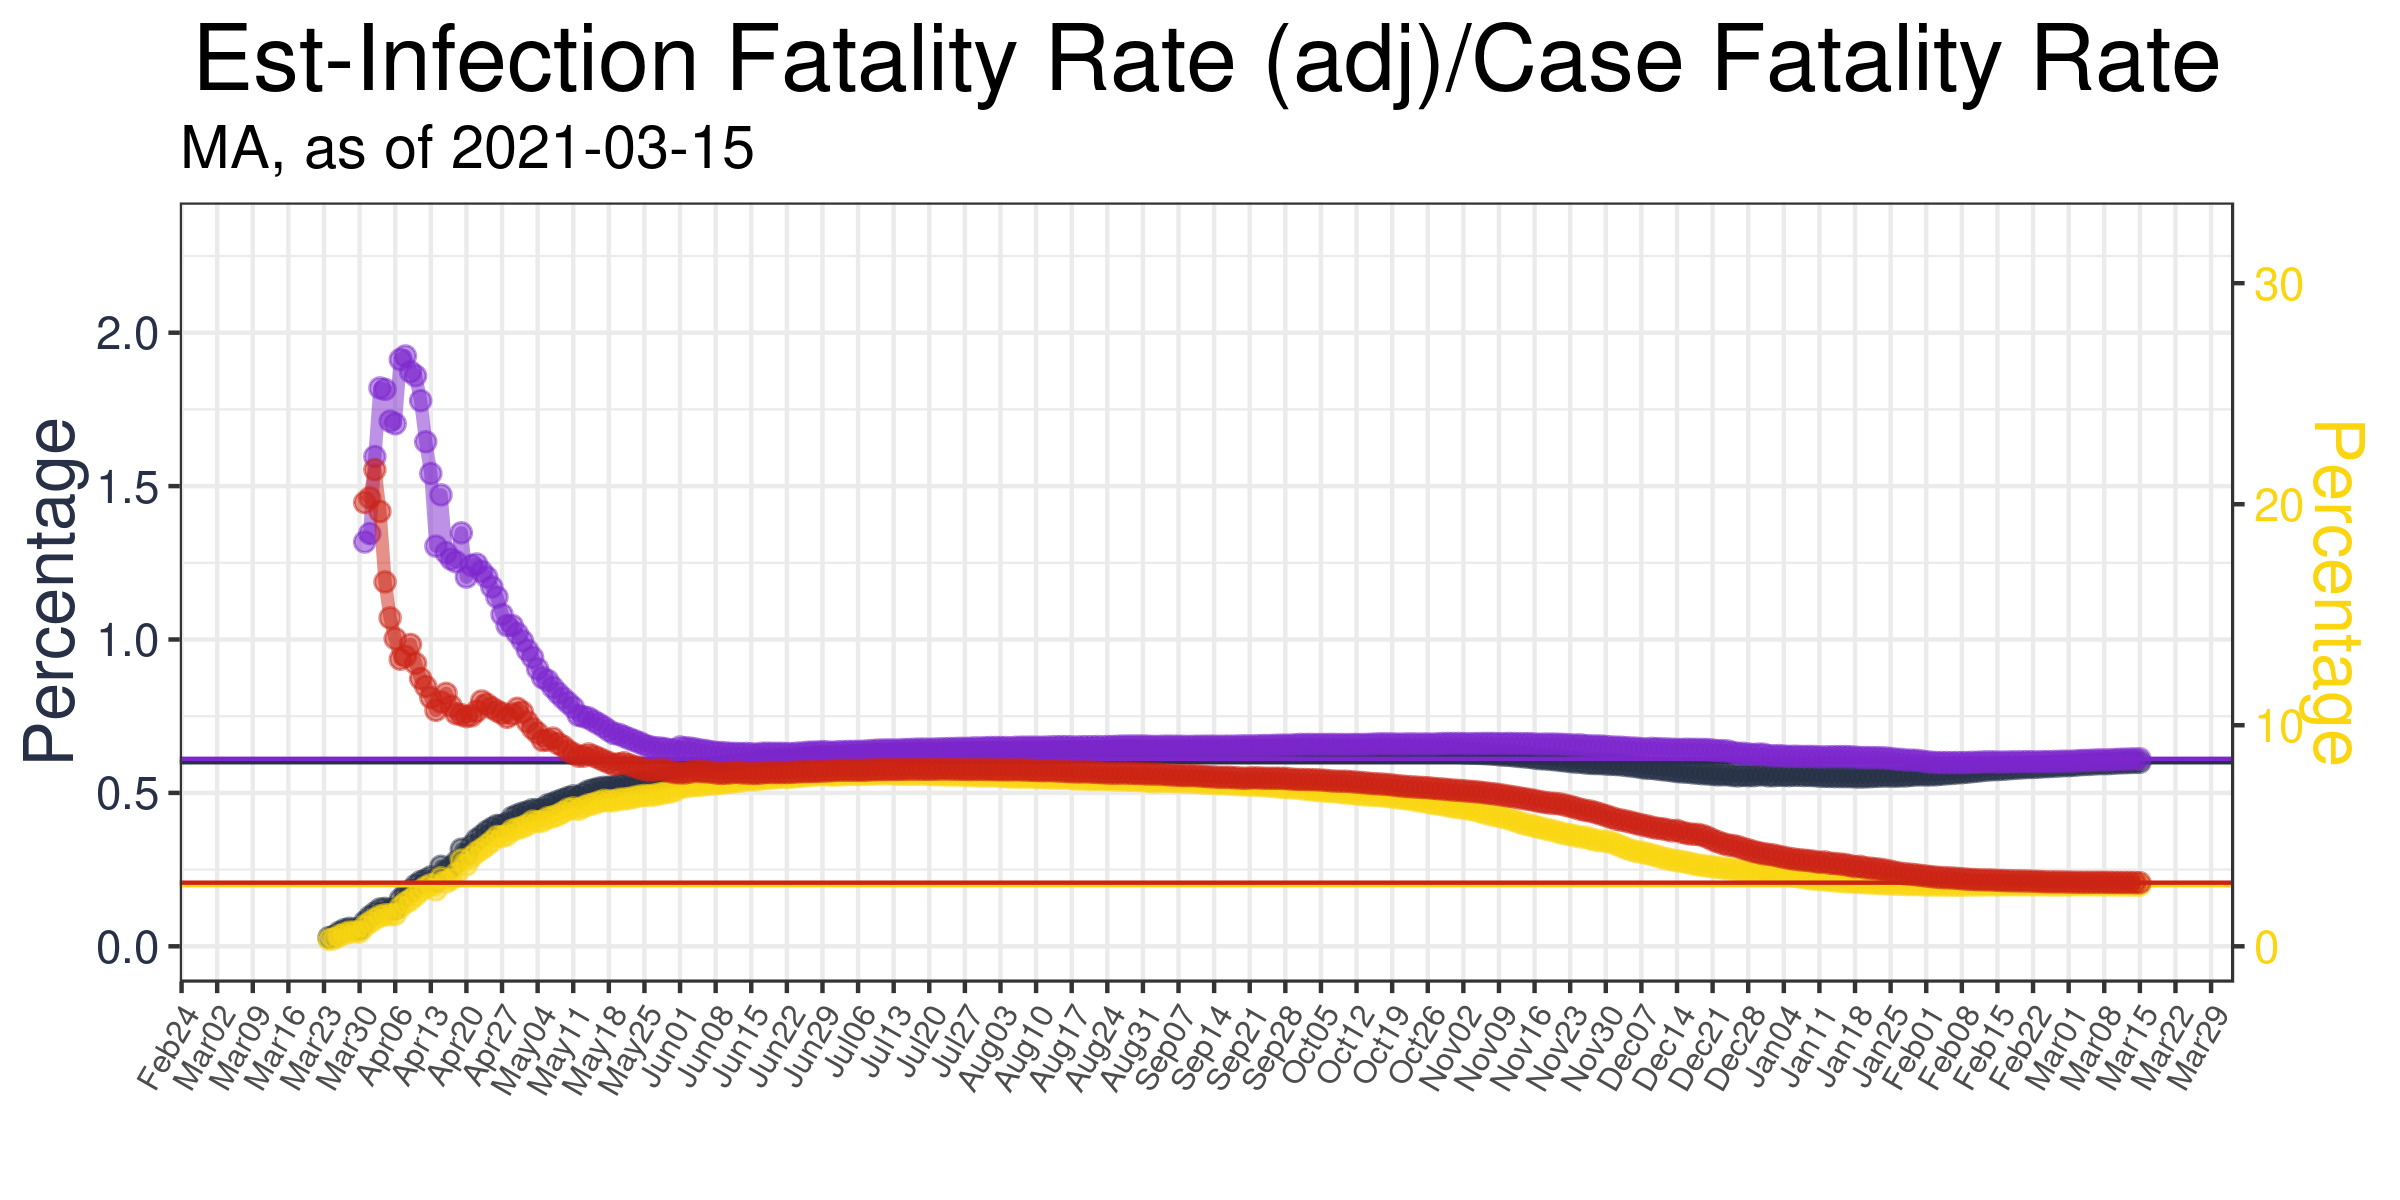 Est-Infection Fatality Rate (adj)/Case Fatality Rate
MA, as of 2021-03-15
Percentage
2.0
1.5
1.0
0.5
0.0
30
20
10
0
Percentage
Feb24
Mar02
Mar09
Mar16
Mar23
Mar30
Apr06
Apr13
Apr20
Apr27
May04
May11
May18
May25
Jun01
Jun08
Jun15
Jun22
Jun29
Jul06
Jul13
Jul20
Jul27
Aug03
Aug10
Aug17
Aug24
Aug31
Sep07
Sep14
Sep21
Sep28
Oct05
Oct12
Oct19
Oct26
Nov02
Nov09
Nov16
Nov23
Nov30
Dec07
Dec14
Dec21
Dec28
Jan04
Jan11
Jan18
Jan25
Feb01
Feb08
Feb15
Feb22
Mar01
Mar08
Mar15
Mar22
Mar29